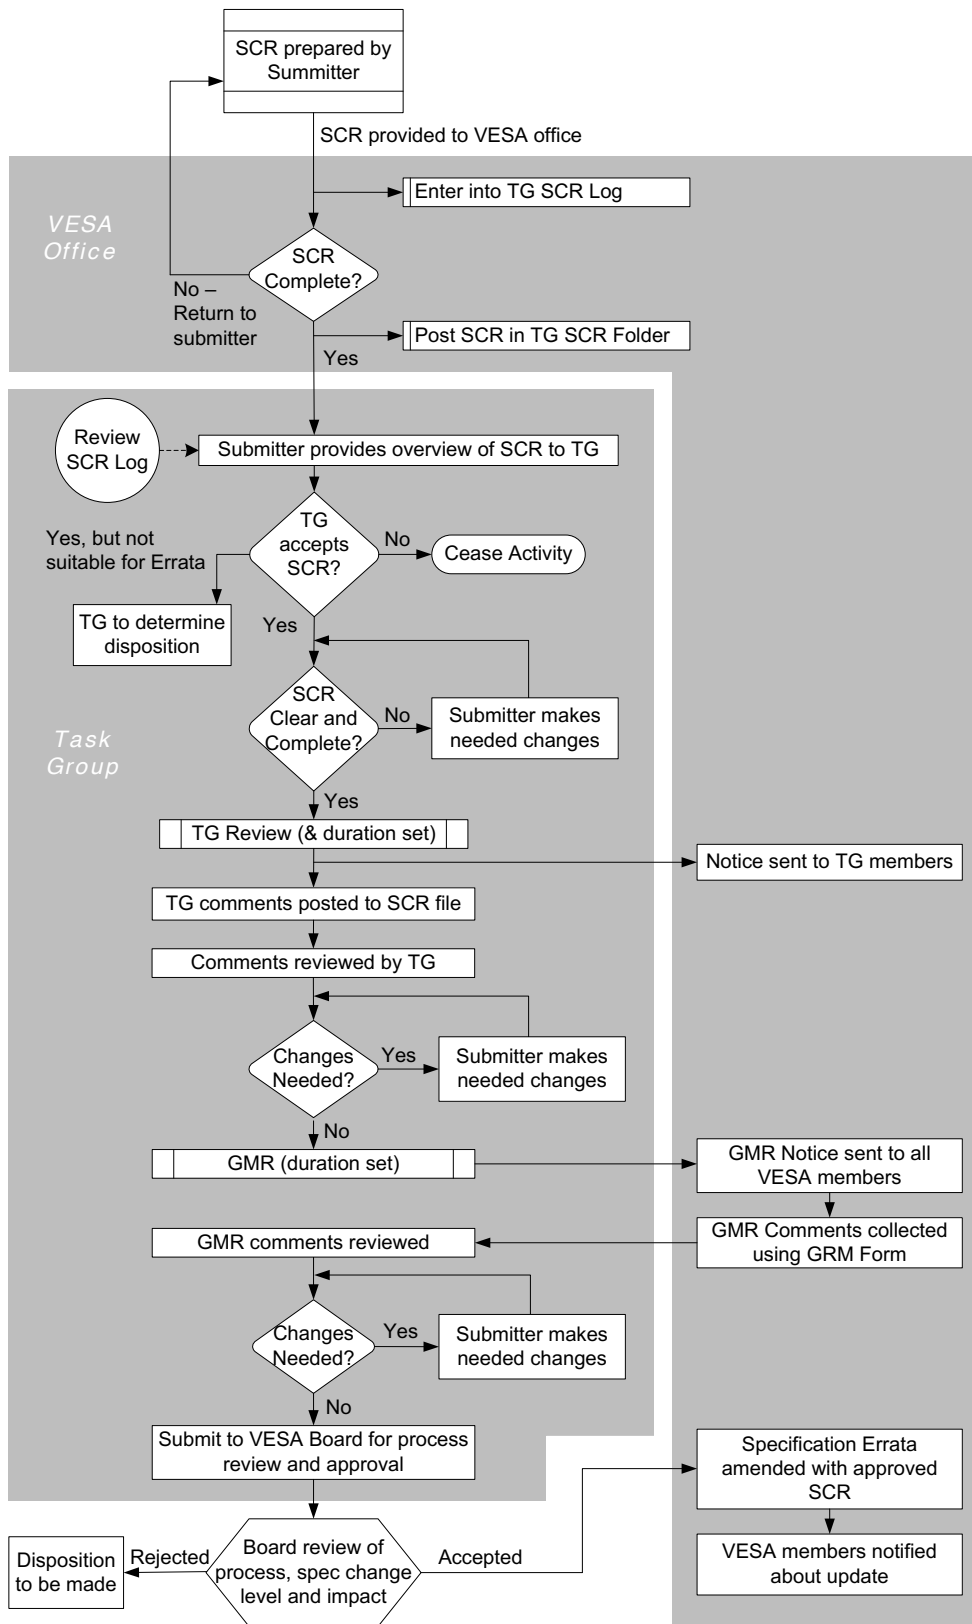 SCR prepared by
Summitter
SCR provided to VESA office
VESA
Office
Enter into TG SCR Log
SCR
Complete?
No –
Return to
submitter
Post SCR in TG SCR Folder
Yes
Review
SCR Log
Submitter provides overview of SCR to TG
TG
accepts
SCR?
No
Cease Activity
Yes, but not
suitable for Errata
TG to determine
disposition
Yes
SCR
Clear and
Complete?
No
Submitter makes
needed changes
Task
Group
Yes
TG Review (& duration set)
Notice sent to TG members
TG comments posted to SCR file
Comments reviewed by TG
Changes
Needed?
Yes
Submitter makes
needed changes
No
GMR (duration set)
GMR Notice sent to all
VESA members
GMR Comments collected
using GRM Form
GMR comments reviewed
Changes
Needed?
Yes
Submitter makes
needed changes
No
Submit to VESA Board for process
review and approval
Specification Errata
amended with approved
SCR
VESA members notified
about update
Board review of
process, spec change
level and impact
Accepted
Rejected
Disposition
to be made